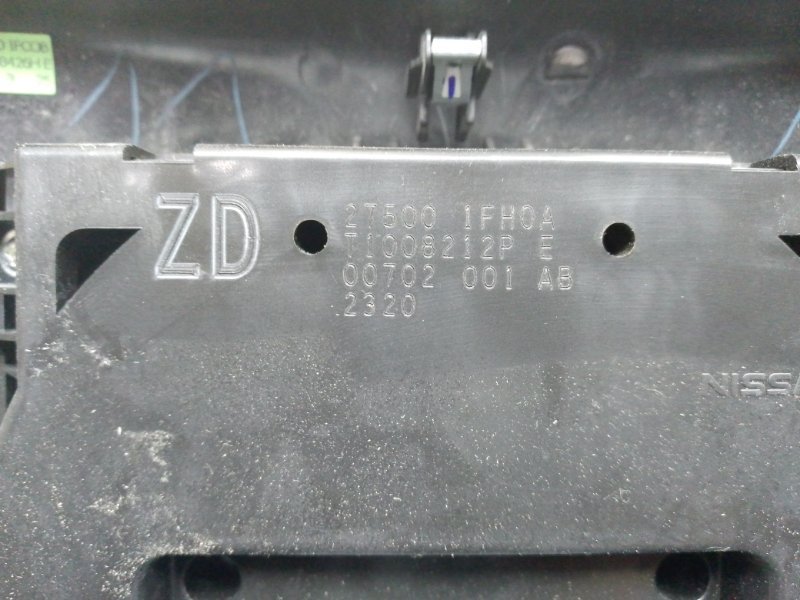 ZD
27500 1FH0A
T1008212P E
00702 001 AB
2320
NISSA